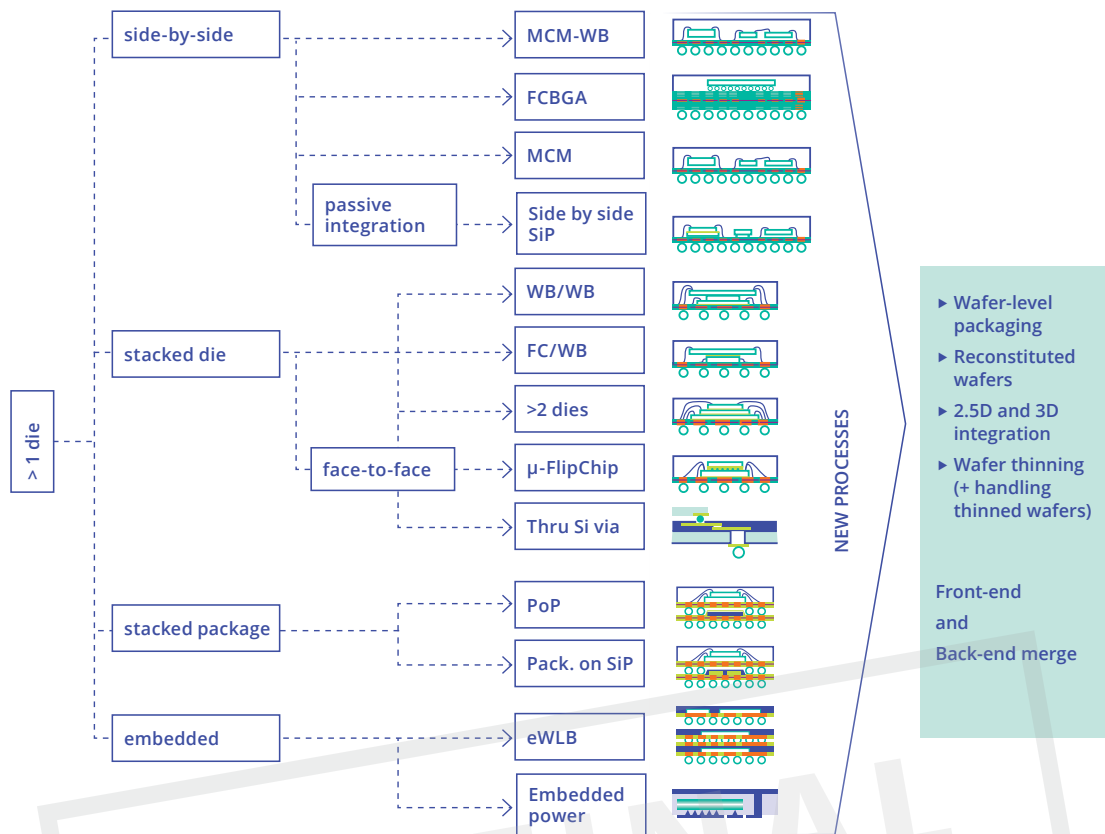 side-by-side
MCM-WB
FCBGA
MCM
passive
integration
Side by side
SiP
WB/WB
stacked die
FC/WB
>2 dies
> 1 die
face-to-face
µ-FlipChip
Thru Si via
PoP
stacked package
Pack. on SiP
embedded
eWLB
Embedded
power
NEW PROCESSES
▸ Wafer-level
packaging
▸ Reconstituted
wafers
▸ 2.5D and 3D
integration
▸ Wafer thinning
(+ handling
thinned wafers)
Front-end
and
Back-end merge